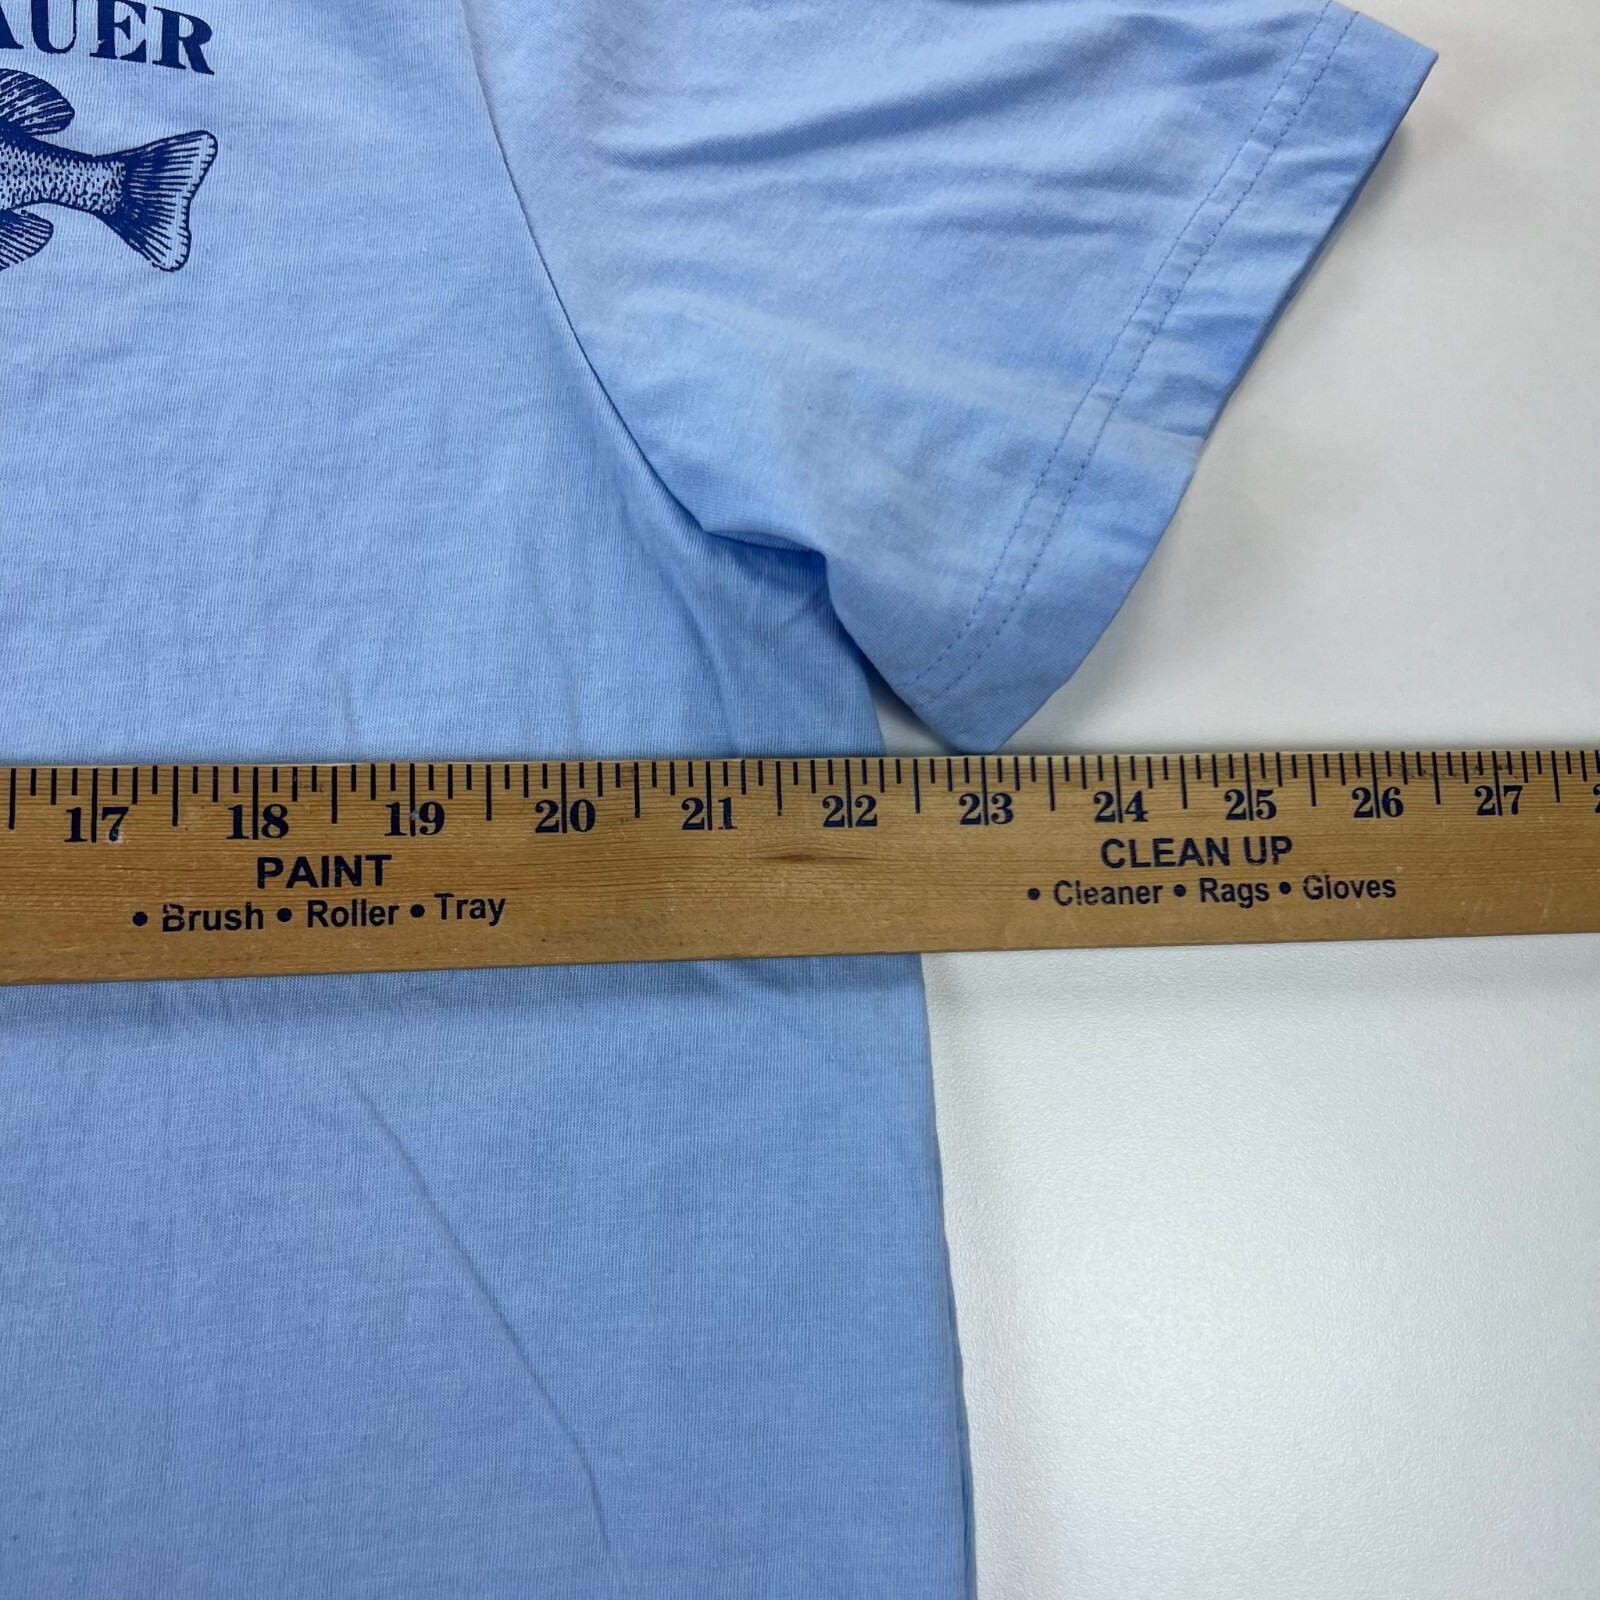 AUER
17 18 19 20 21 22 23 24 25 26 27
PAINT
• Brush • Roller • Tray
CLEAN UP
• Cleaner • Rags • Gloves